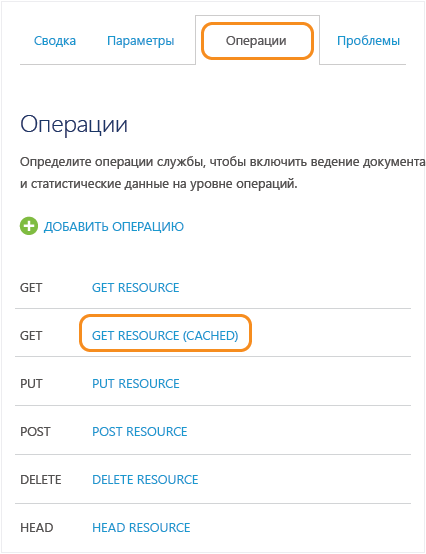 Сводка Параметры Операции Проблемы
Операции
Определите операции службы, чтобы включить ведение документа
и статистические данные на уровне операций.
ДОБАВИТЬ ОПЕРАЦИЮ
GET GET RESOURCE
GET GET RESOURCE (CACHED)
PUT PUT RESOURCE
POST POST RESOURCE
DELETE DELETE RESOURCE
HEAD HEAD RESOURCE